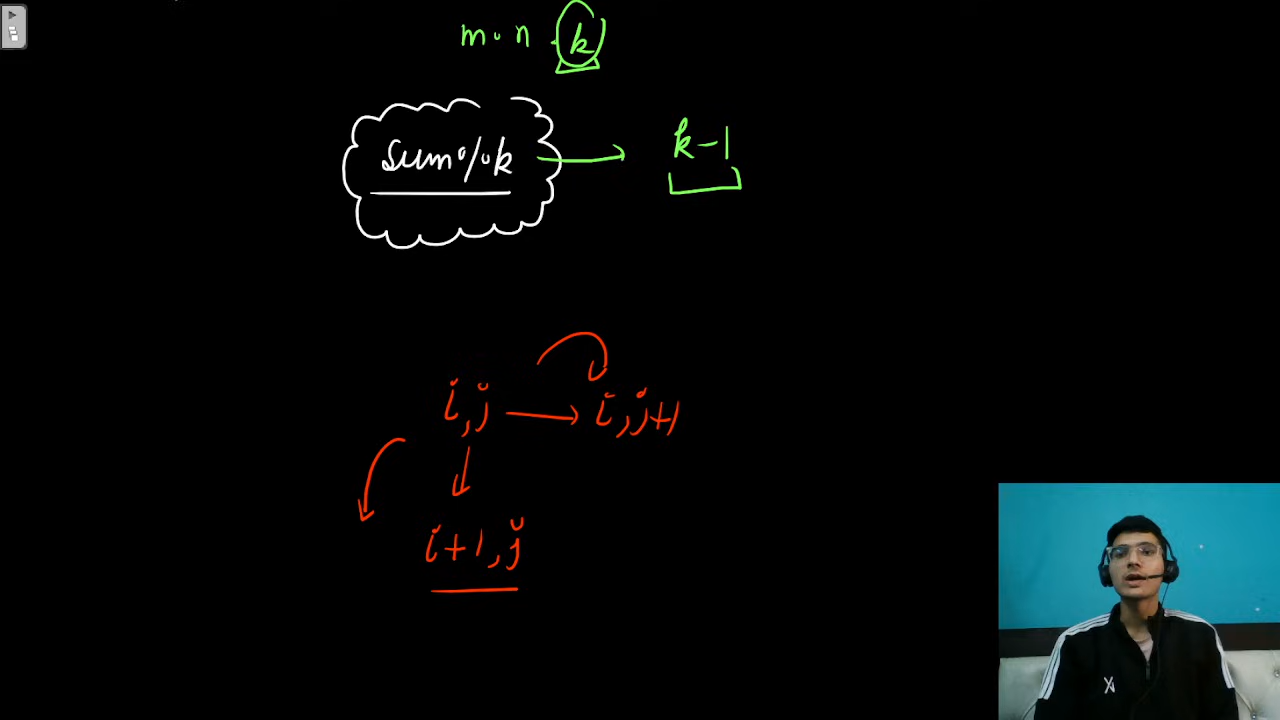 m · n · k
sum%k → k-1
i,j → i,j+1
i+1,j